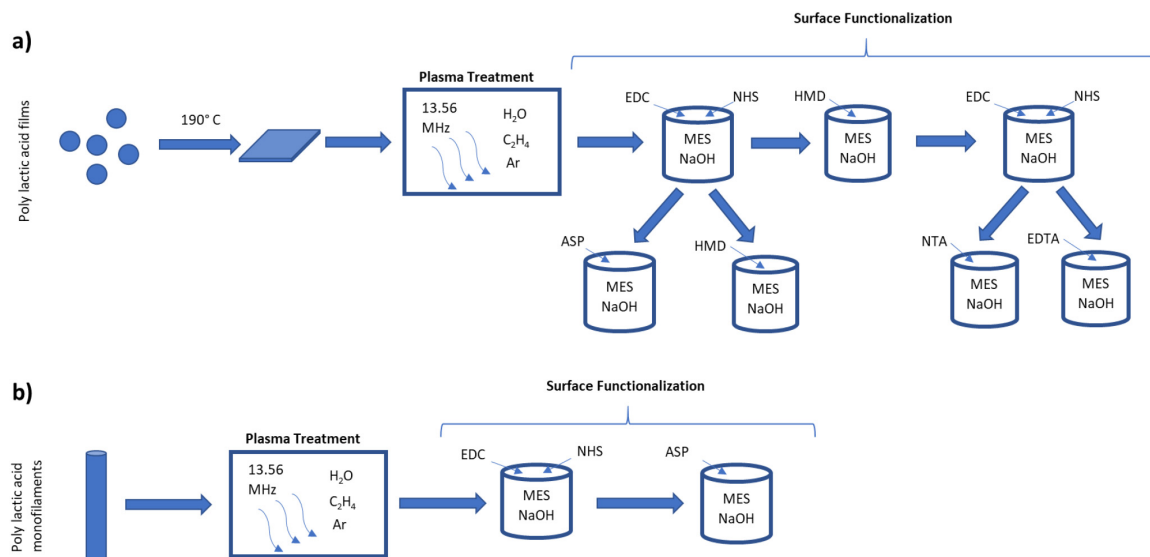 a)
Surface Functionalization
Poly lactic acid films
190° C
Plasma Treatment
13.56
MHz
H₂O
C₂H₄
Ar
EDC
NHS
MES
NaOH
HMD
MES
NaOH
EDC
NHS
MES
NaOH
ASP
MES
NaOH
HMD
MES
NaOH
NTA
MES
NaOH
EDTA
MES
NaOH
b)
Surface Functionalization
Poly lactic acid
monofilaments
Plasma Treatment
13.56
MHz
H₂O
C₂H₄
Ar
EDC
NHS
MES
NaOH
ASP
MES
NaOH